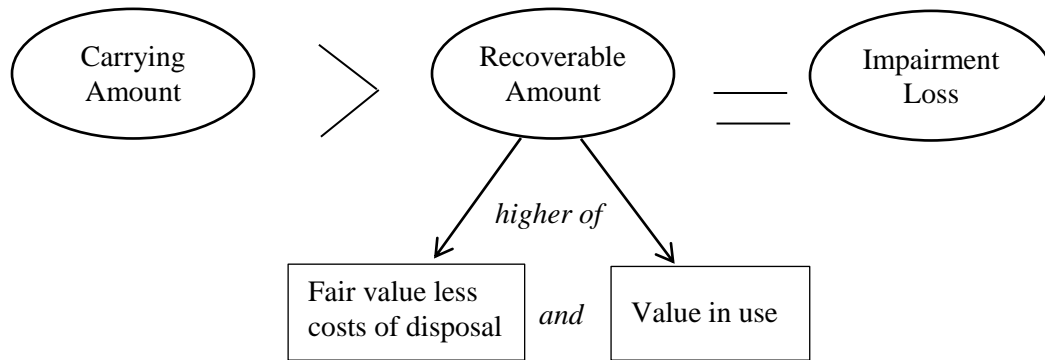 Carrying
Amount
Recoverable
Amount
Impairment
Loss
higher of
Fair value less
costs of disposal
and
Value in use